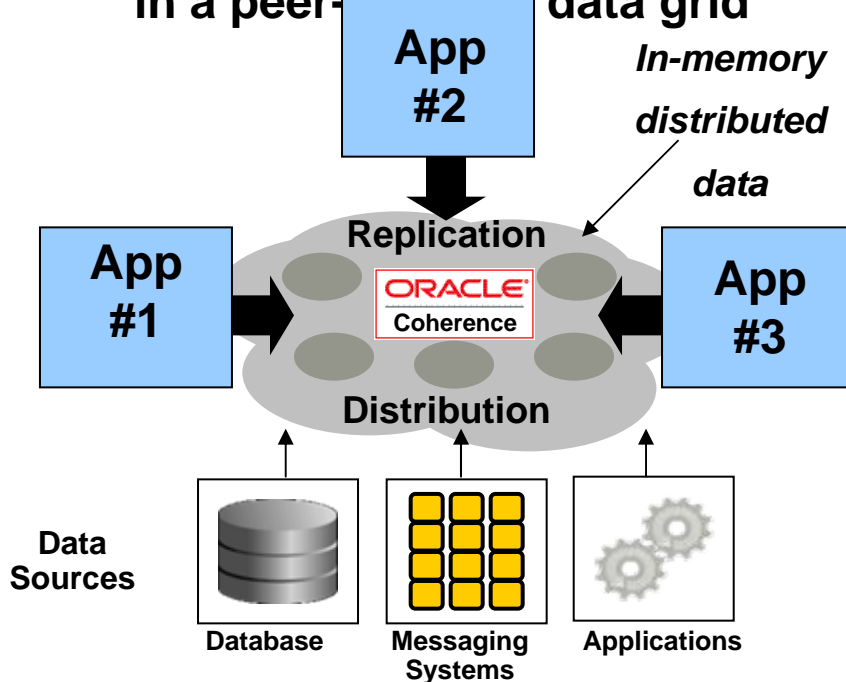 in a peer- data grid
App
#2
In-memory
distributed
data
Replication
App
#1
ORACLE®
Coherence
App
#3
Distribution
Data
Sources
Database
Messaging
Systems
Applications